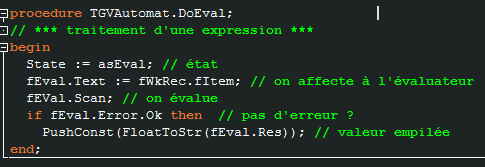 procedure TGVAutomat.DoEval;
// *** traitement d'une expression ***
begin
State := asEval; // état
fEval.Text := fWkRec.fItem; // on affecte à l'évaluateur
fEVal.Scan; // on évalue
if fEval.Error.Ok then // pas d'erreur ?
PushConst(FloatToStr(fEval.Res)); // valeur empilée
end;